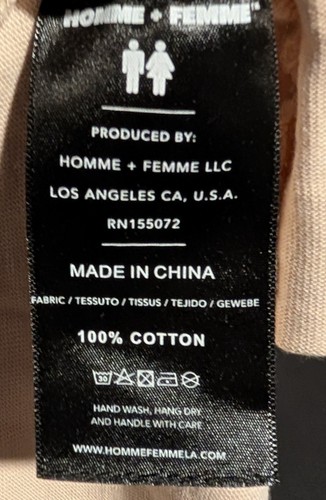 HOMME + FEMME
PRODUCED BY:
HOMME + FEMME LLC
LOS ANGELES CA, U.S.A.
RN155072
MADE IN CHINA
FABRIC / TESSUTO / TISSUS / TEJIDO / GEWEBE
100% COTTON
30
HAND WASH, HANG DRY
AND HANDLE WITH CARE
WWW.HOMMEFEMMELA.COM